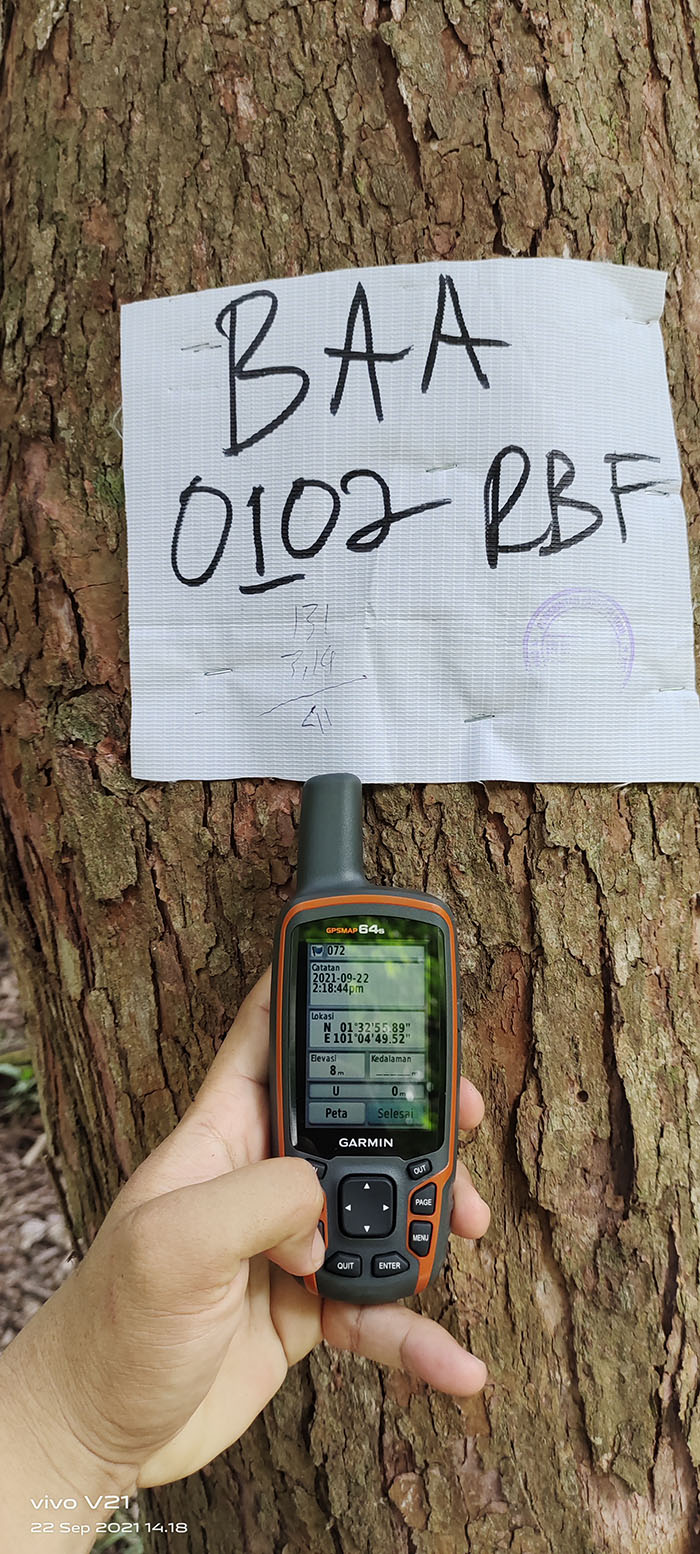 BAA
0102 RBF
131
3,19
GPSMAP 64s
072
Catatan
2021-09-22
2:18:44pm
Lokasi
N 01°32'55.89"
E 101°04'49.52"
Elevasi
8m
Kedalaman
____m
U
0m
Peta
Selesai
GARMIN
OUT
PAGE
MENU
QUIT
ENTER
vivo V21
22 Sep 2021 14.18